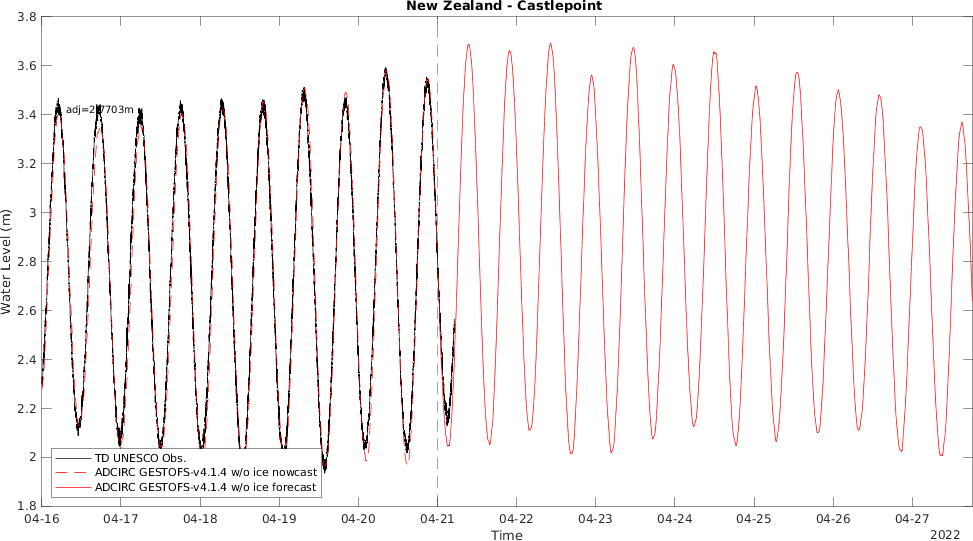 New Zealand - Castlepoint
3.8
3.6
3.4
3.2
3
2.8
2.6
2.4
2.2
2
1.8
Water Level (m)
adj=2.7703m
TD UNESCO Obs.
ADCIRC GESTOFS-v4.1.4 w/o ice nowcast
ADCIRC GESTOFS-v4.1.4 w/o ice forecast
04-16 04-17 04-18 04-19 04-20 04-21 04-22 04-23 04-24 04-25 04-26 04-27
Time
2022